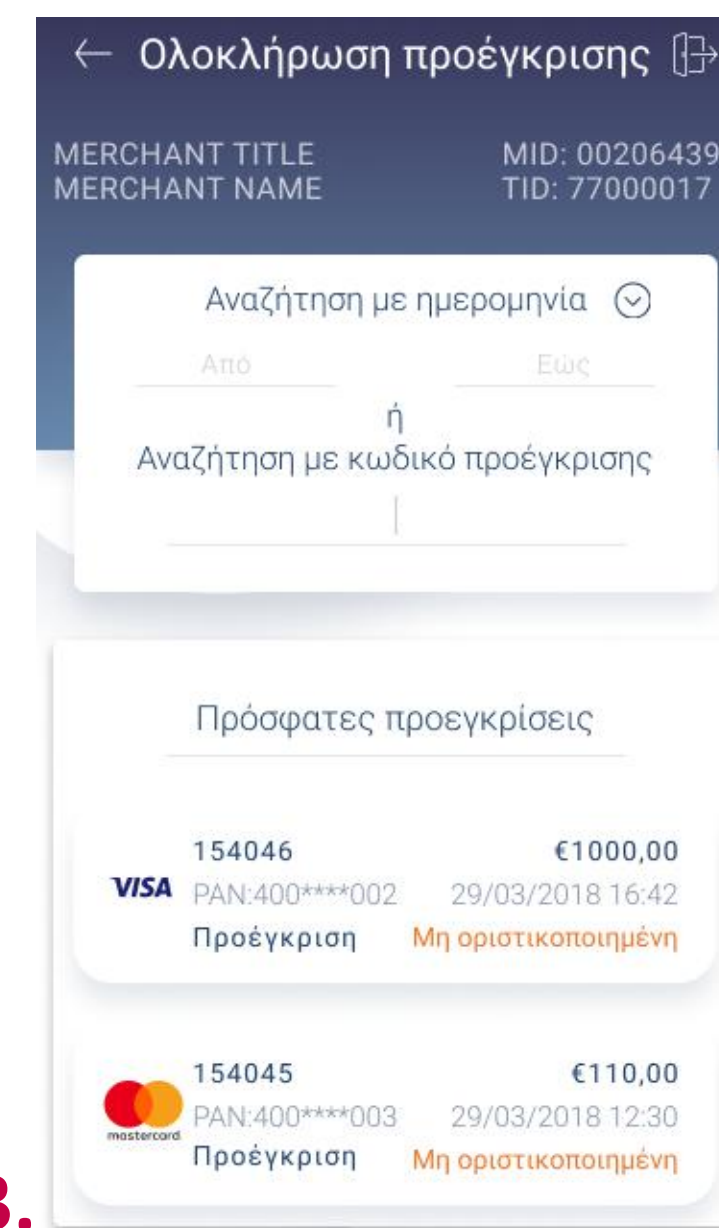 Ολοκλήρωση προέγκρισης
MERCHANT TITLE MID: 00206439
MERCHANT NAME TID: 77000017
Αναζήτηση με ημερομηνία
Από Εώς
ή
Αναζήτηση με κωδικό προέγκρισης
Πρόσφατες προεγκρίσεις
154046 €1000,00
VISA PAN:400****002 29/03/2018 16:42
Προέγκριση Μη οριστικοποιημένη
154045 €110,00
mastercard PAN:400****003 29/03/2018 12:30
Προέγκριση Μη οριστικοποιημένη
3.